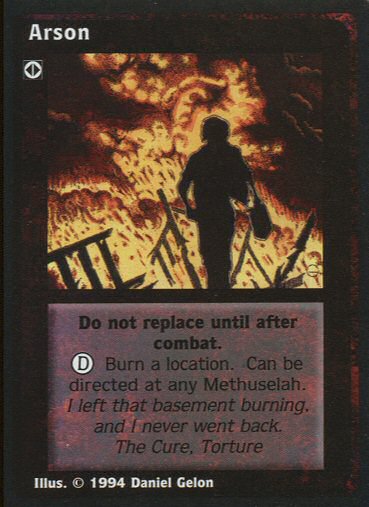 Arson
Do not replace until after
combat.
D Burn a location. Can be
directed at any Methuselah.
I left that basement burning,
and I never went back.
The Cure, Torture
Illus. © 1994 Daniel Gelon